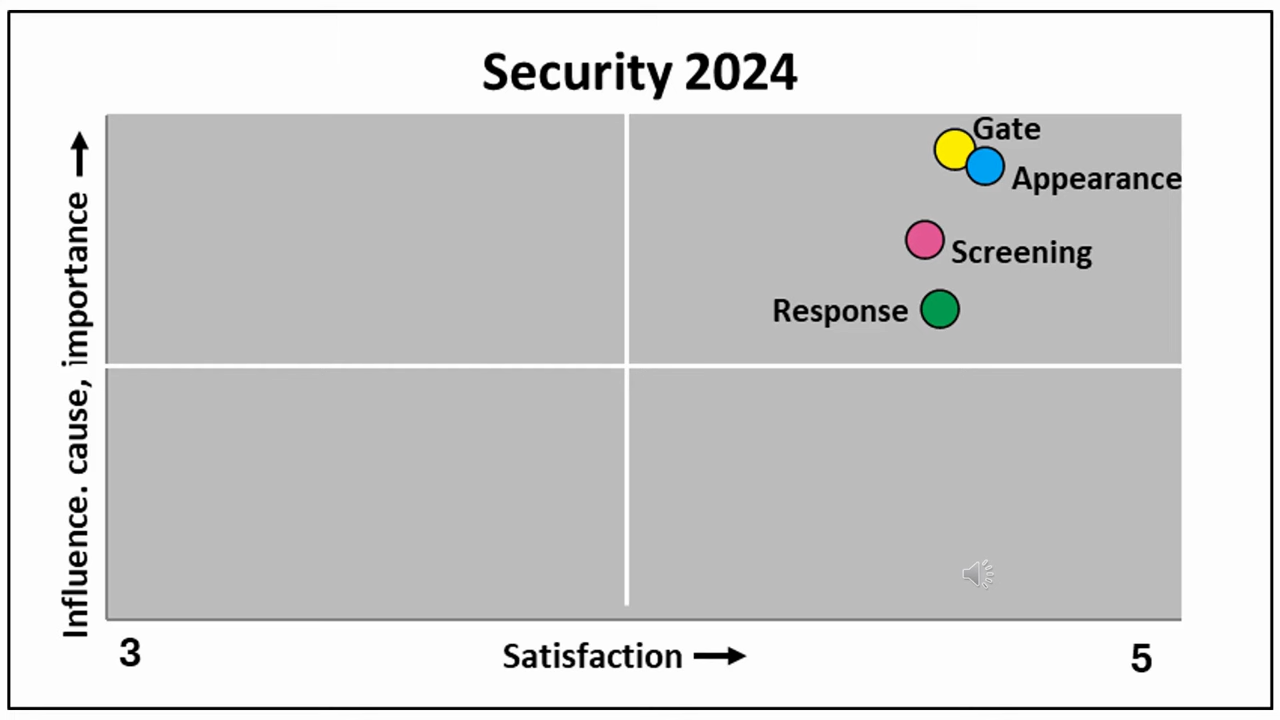 Security 2024
Influence. cause, importance
Gate
Appearance
Screening
Response
3
Satisfaction
5